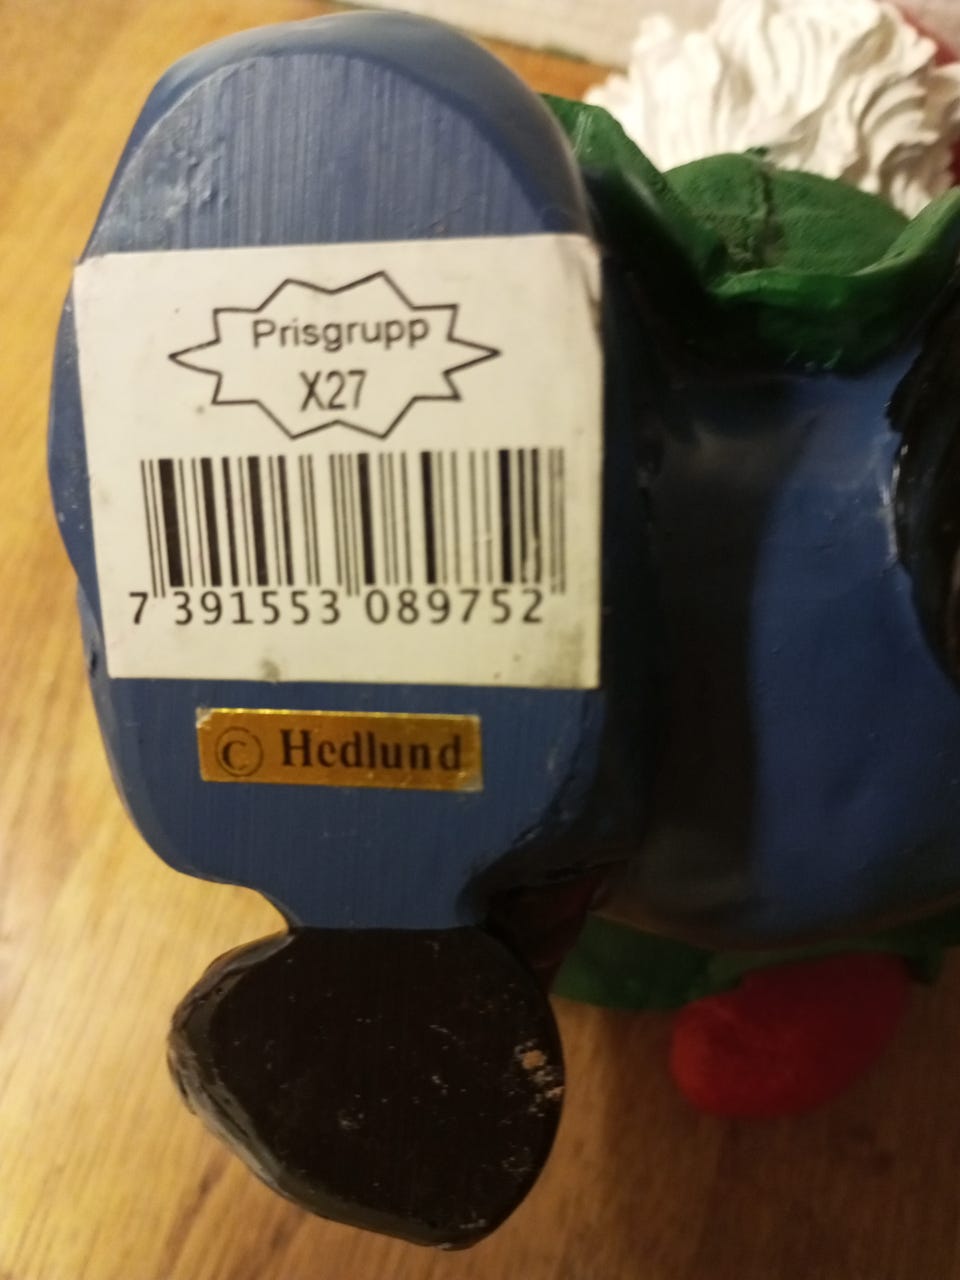 Prisgrupp
X27
7 391553 089752
© Hedlund